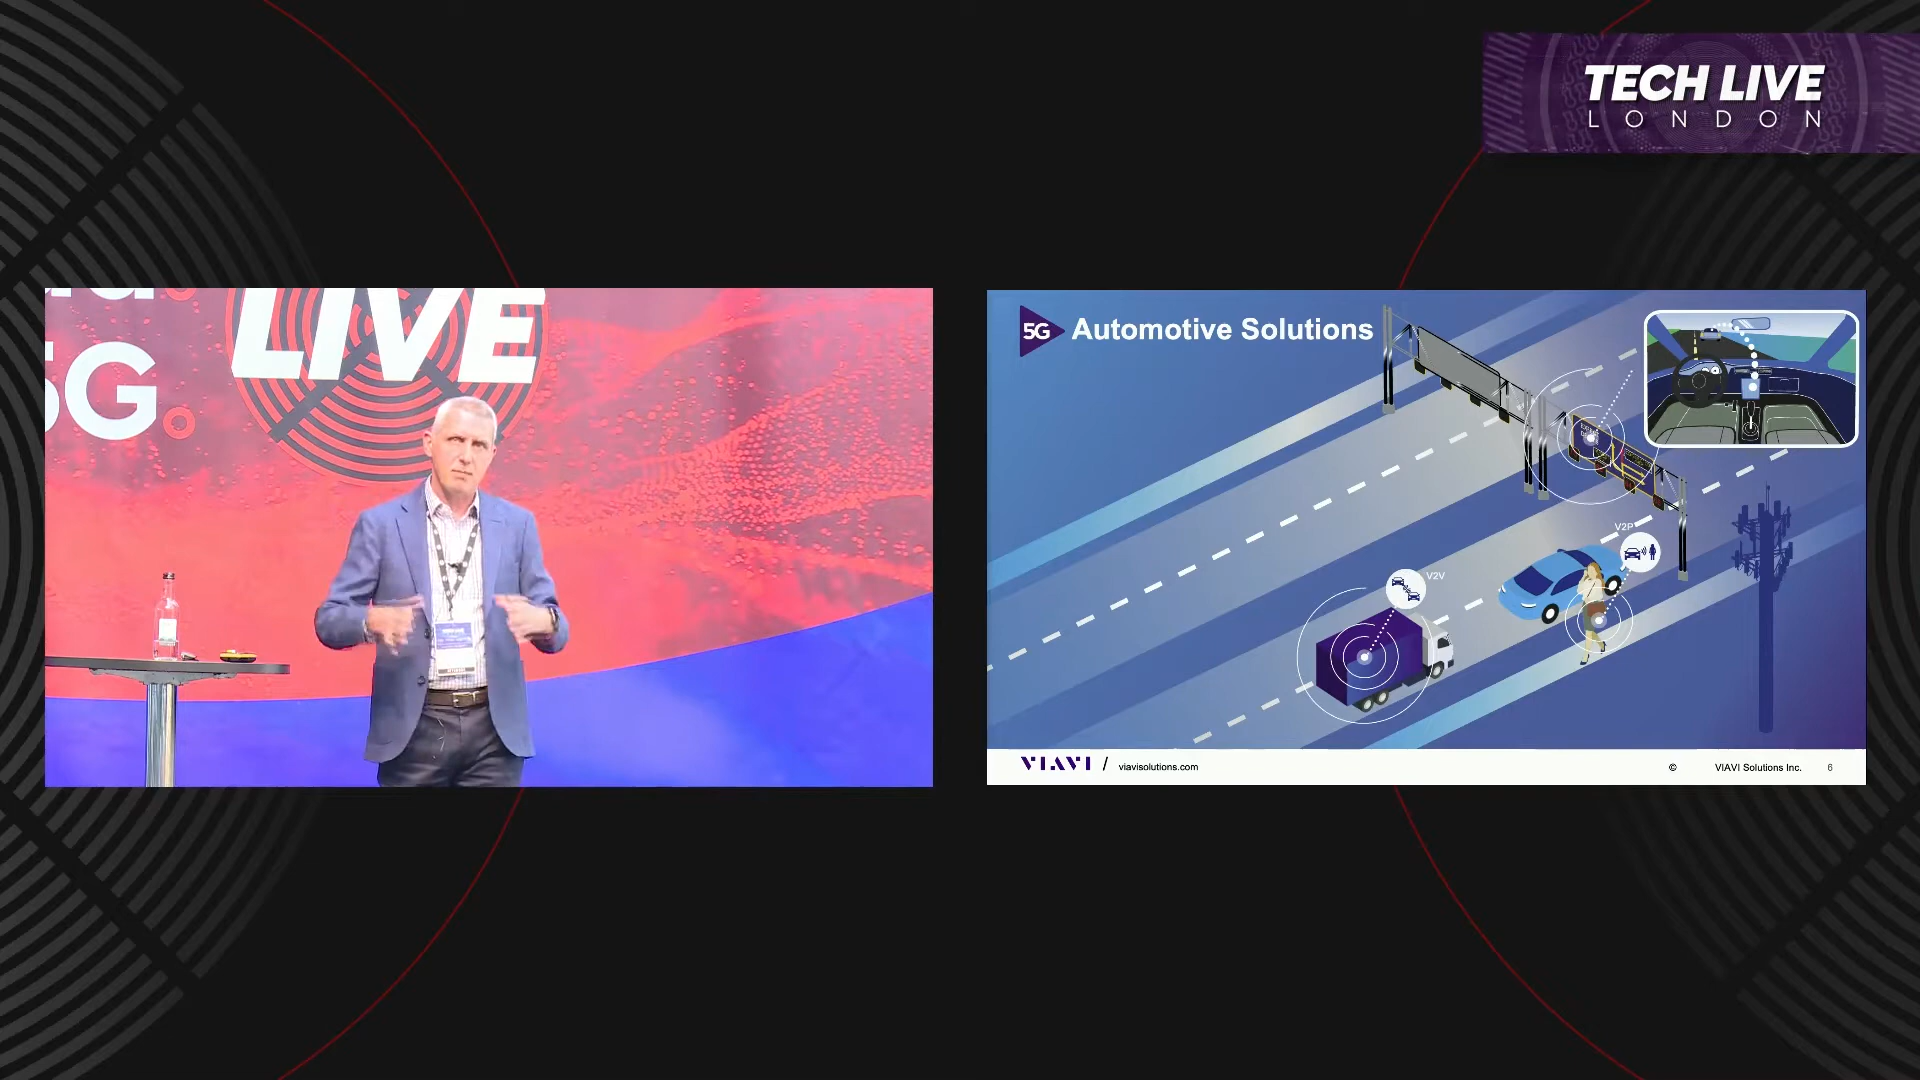 TECH LIVE
LONDON
LIVE
5G
5G Automotive Solutions
V2P
V2V
VIAVI / viavisolutions.com
© VIAVI Solutions Inc. 6